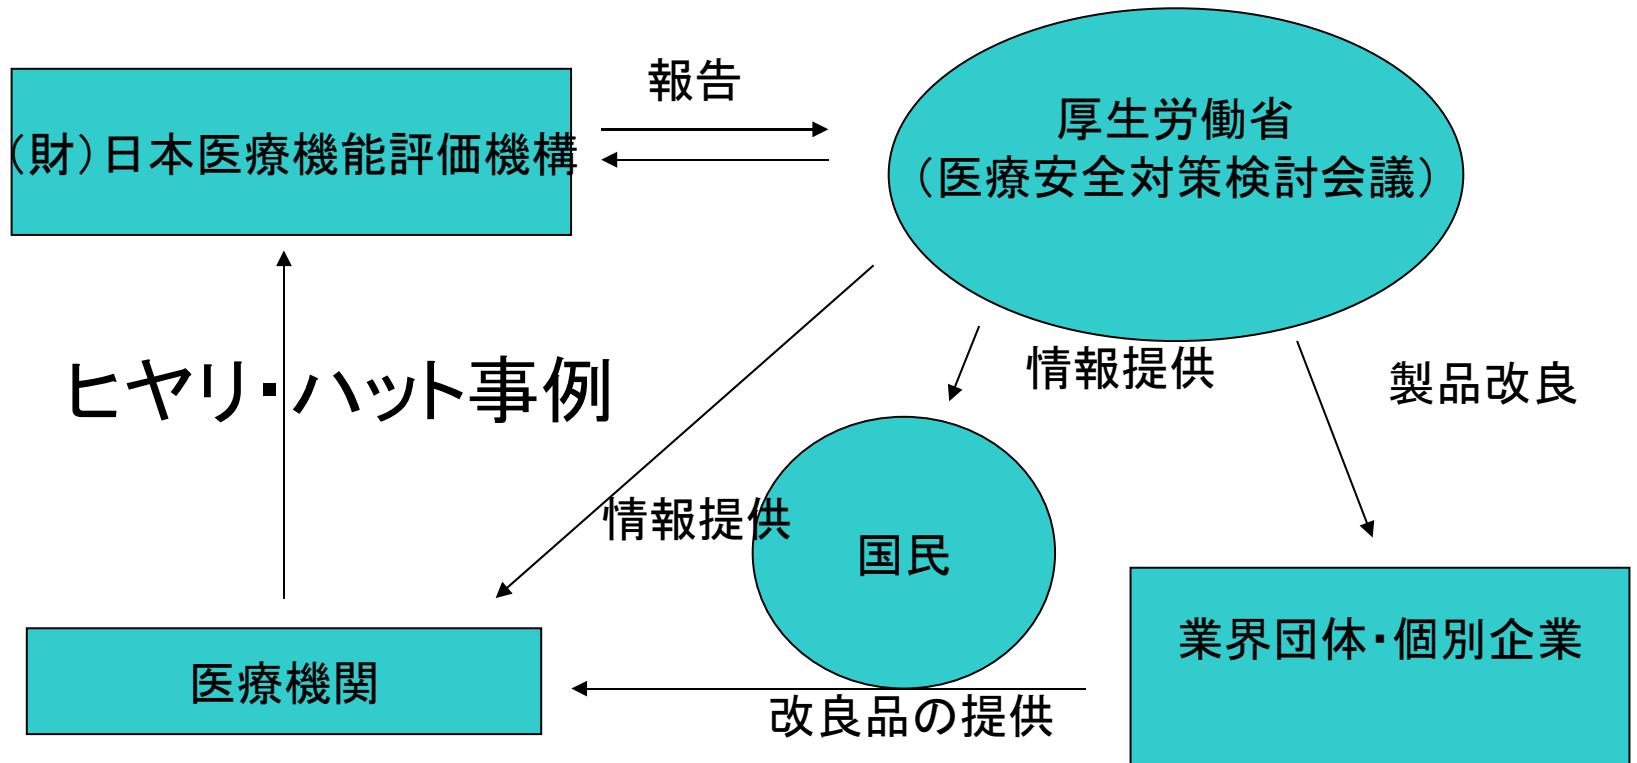 報告
(財)日本医療機能評価機構
厚生労働省
(医療安全対策検討会議)
ヒヤリ・ハット事例
情報提供
製品改良
情報提供
国民
業界団体・個別企業
医療機関
改良品の提供